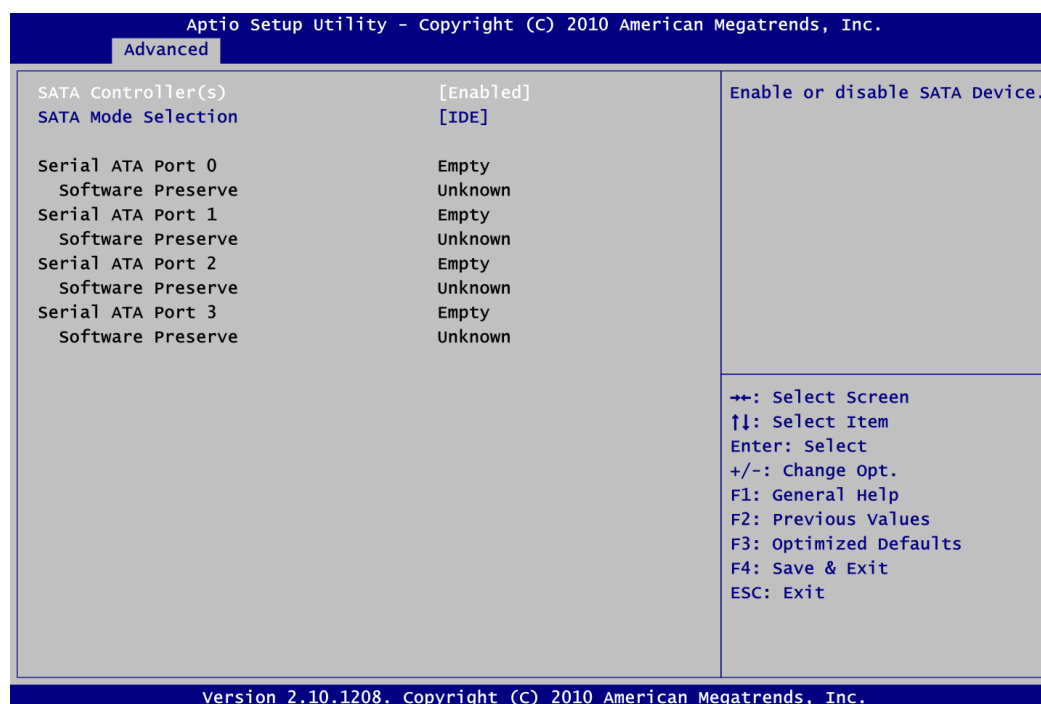 Aptio Setup Utility - Copyright (C) 2010 American Megatrends, Inc.
Advanced
SATA Controller(s) [Enabled]
SATA Mode Selection [IDE]
Serial ATA Port 0 Empty
Software Preserve Unknown
Serial ATA Port 1 Empty
Software Preserve Unknown
Serial ATA Port 2 Empty
Software Preserve Unknown
Serial ATA Port 3 Empty
Software Preserve Unknown
Enable or disable SATA Device.
→←: Select Screen
↑↓: Select Item
Enter: Select
+/-: Change Opt.
F1: General Help
F2: Previous Values
F3: Optimized Defaults
F4: Save & Exit
ESC: Exit
Version 2.10.1208. Copyright (C) 2010 American Megatrends, Inc.